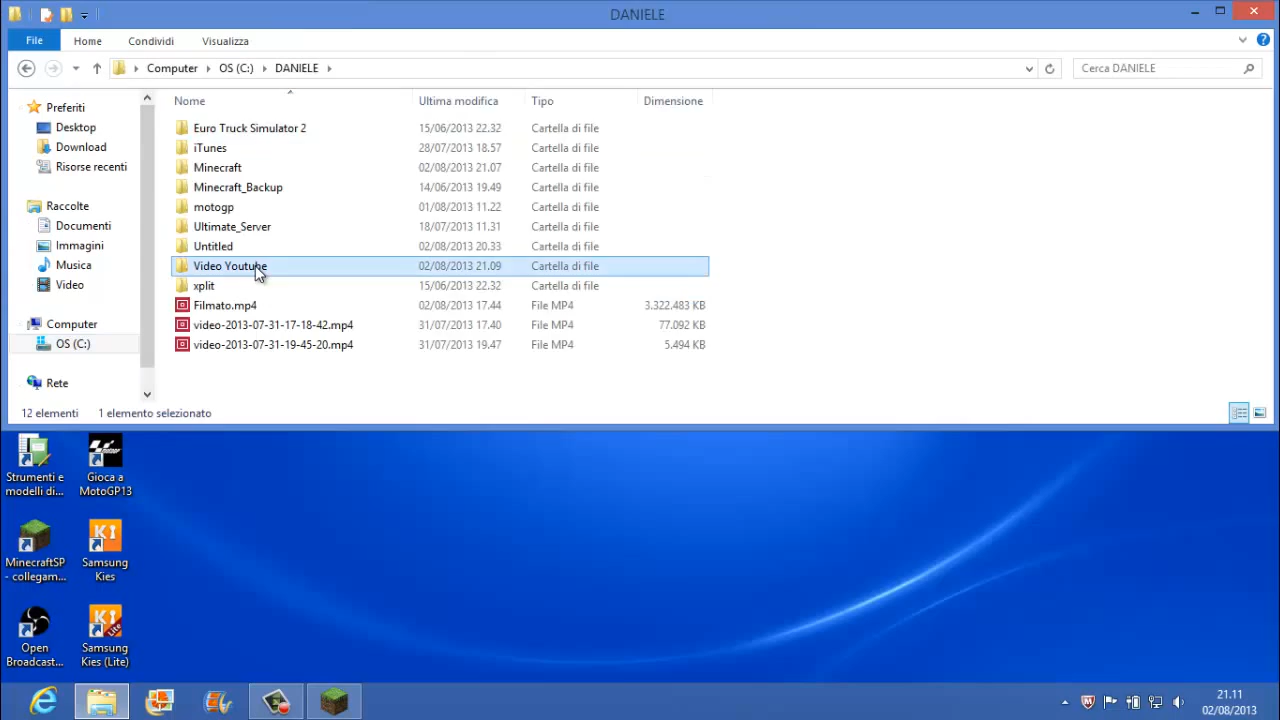 DANIELE
File Home Condividi Visualizza
Computer OS (C:) DANIELE Cerca DANIELE
Nome Ultima modifica Tipo Dimensione
Preferiti
Desktop
Download
Risorse recenti
Raccolte
Documenti
Immagini
Musica
Video
Computer
OS (C:)
Rete
Euro Truck Simulator 2 15/06/2013 22.32 Cartella di file
iTunes 28/07/2013 18.57 Cartella di file
Minecraft 02/08/2013 21.07 Cartella di file
Minecraft_Backup 14/06/2013 19.49 Cartella di file
motogp 01/08/2013 11.22 Cartella di file
Ultimate_Server 18/07/2013 11.31 Cartella di file
Untitled 02/08/2013 20.33 Cartella di file
Video Youtube 02/08/2013 21.09 Cartella di file
xplit 15/06/2013 22.32 Cartella di file
Filmato.mp4 02/08/2013 17.44 File MP4 3.322.483 KB
video-2013-07-31-17-18-42.mp4 31/07/2013 17.40 File MP4 77.092 KB
video-2013-07-31-19-45-20.mp4 31/07/2013 19.47 File MP4 5.494 KB
12 elementi 1 elemento selezionato
Strumenti e
modelli di...
Gioca a
MotoGP13
MinecraftSP
- collegam...
Samsung
Kies
Open
Broadcast...
Samsung
Kies (Lite)
21.11
02/08/2013